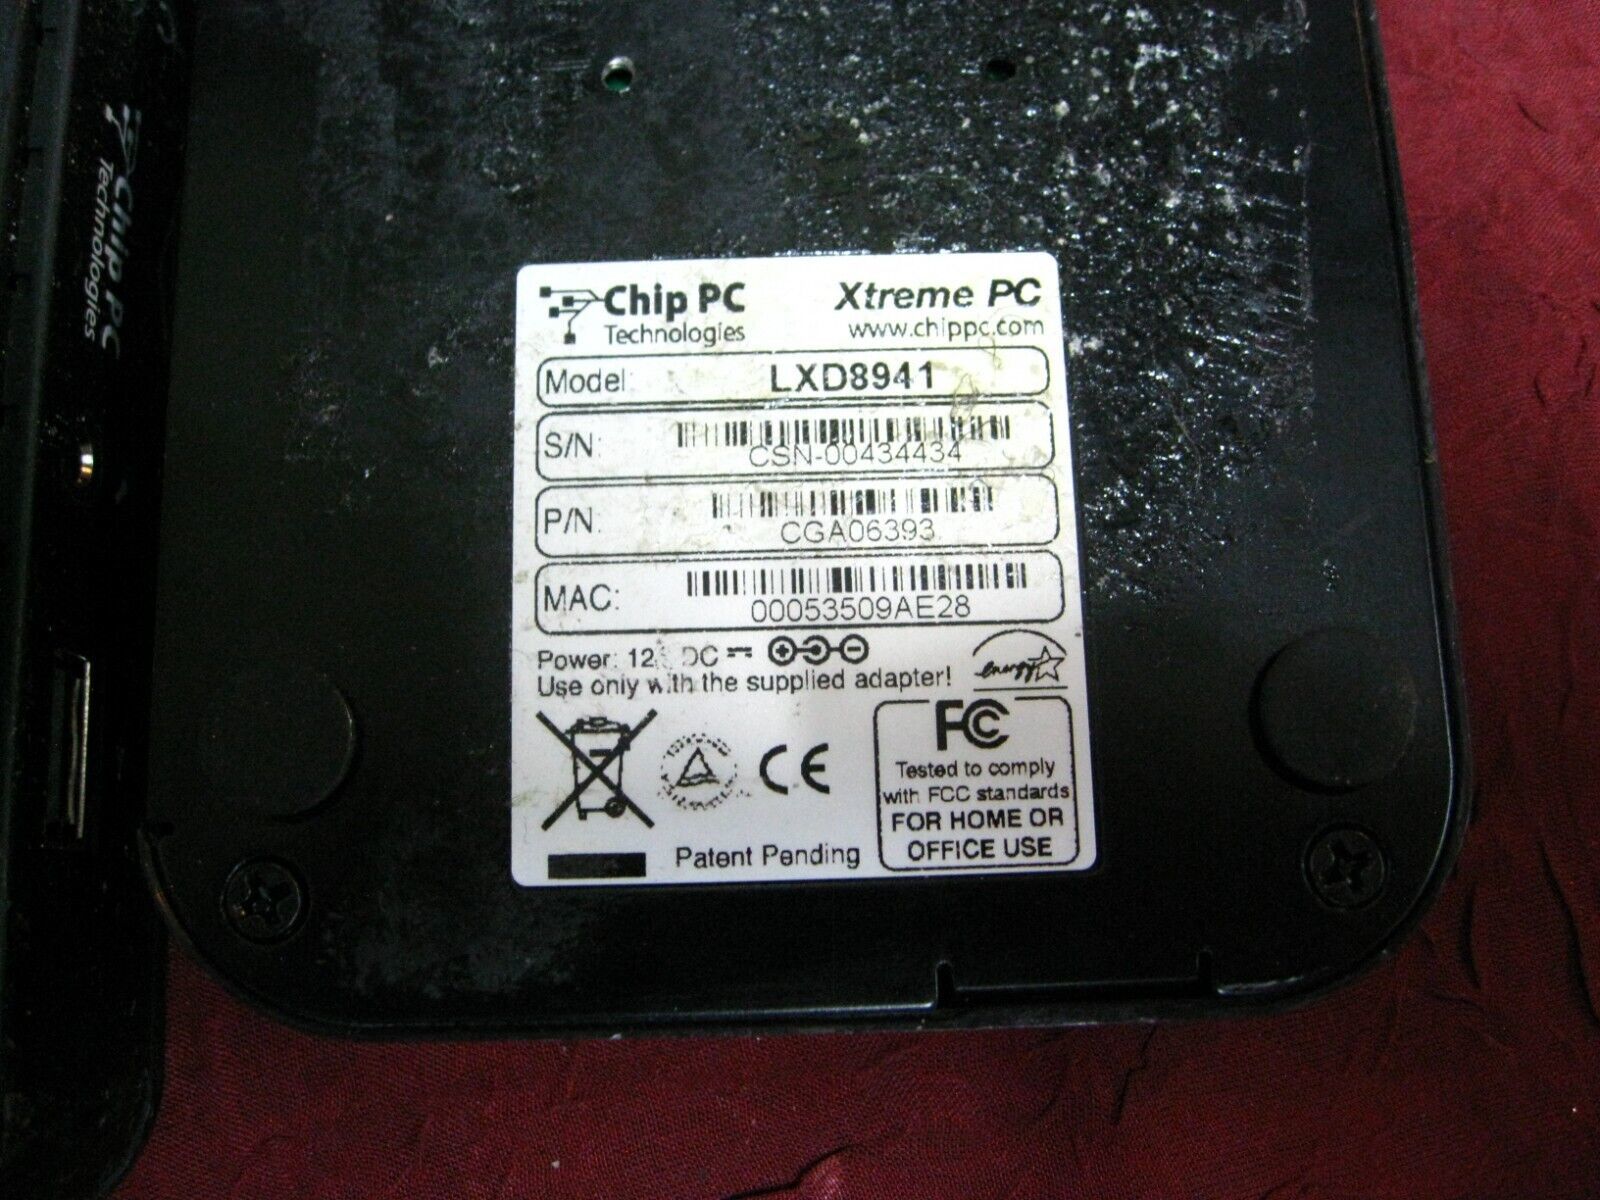 Chip PC
Technologies
Chip PC
Technologies
Xtreme PC
www.chippc.com
Model: LXD8941
S/N:
CSN-00434434
P/N:
CGA06393
MAC:
00053509AE28
Power: 12 DC
Use only with the supplied adapter!
energy
FC
Tested to comply
with FCC standards
FOR HOME OR
OFFICE USE
CE
Patent Pending